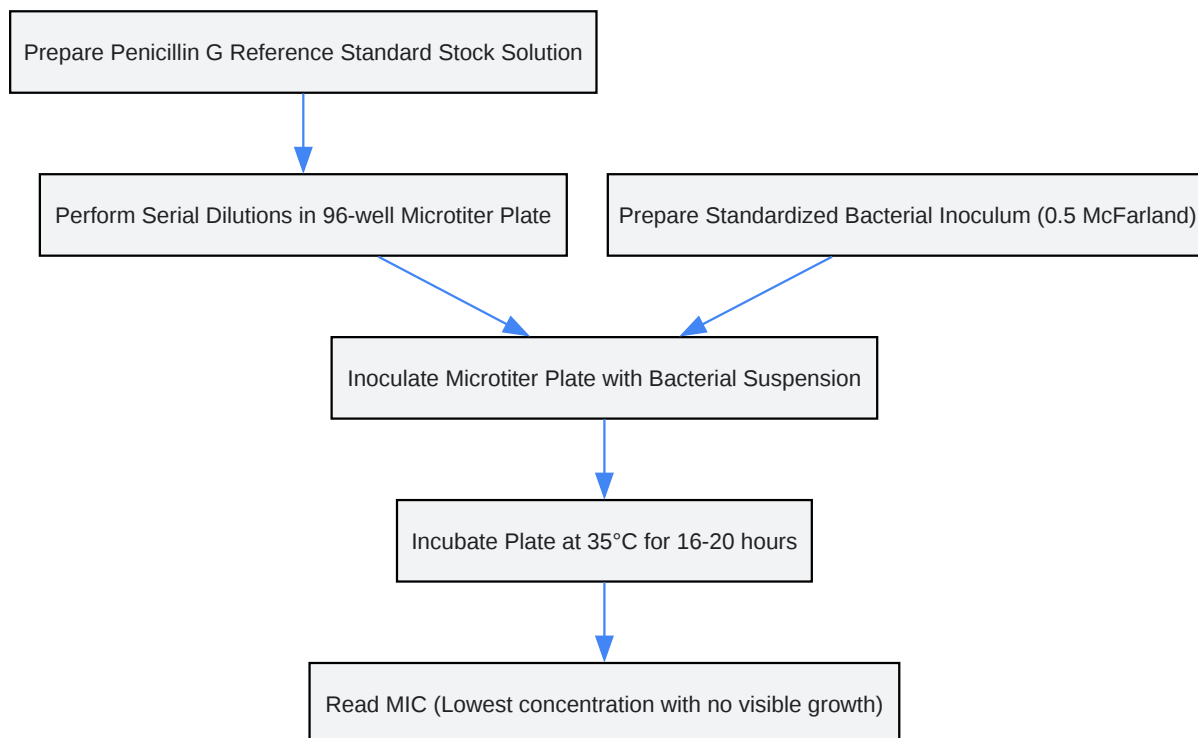 Prepare Penicillin G Reference Standard Stock Solution
Perform Serial Dilutions in 96-well Microtiter Plate
Prepare Standardized Bacterial Inoculum (0.5 McFarland)
Inoculate Microtiter Plate with Bacterial Suspension
Incubate Plate at 35°C for 16-20 hours
Read MIC (Lowest concentration with no visible growth)